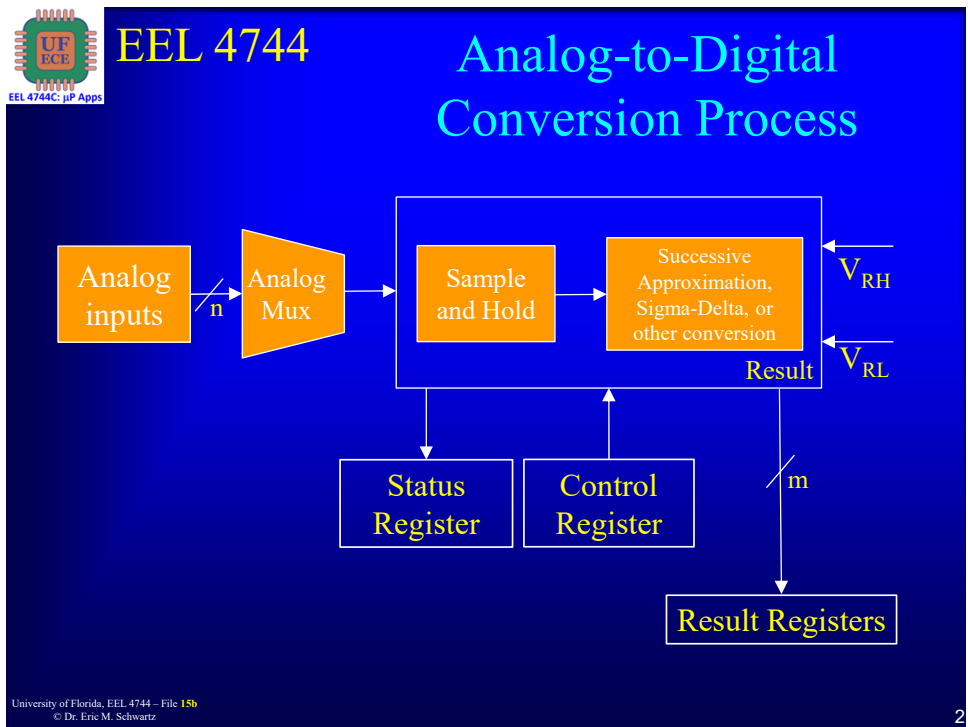 UF
ECE
EEL 4744C: µP Apps
EEL 4744
Analog-to-Digital
Conversion Process
Analog
inputs
n
Analog
Mux
Sample
and Hold
Successive
Approximation,
Sigma-Delta, or
other conversion
Result
V_RH
V_RL
Status
Register
Control
Register
m
Result Registers
University of Florida, EEL 4744 – File 15b
© Dr. Eric M. Schwartz
2